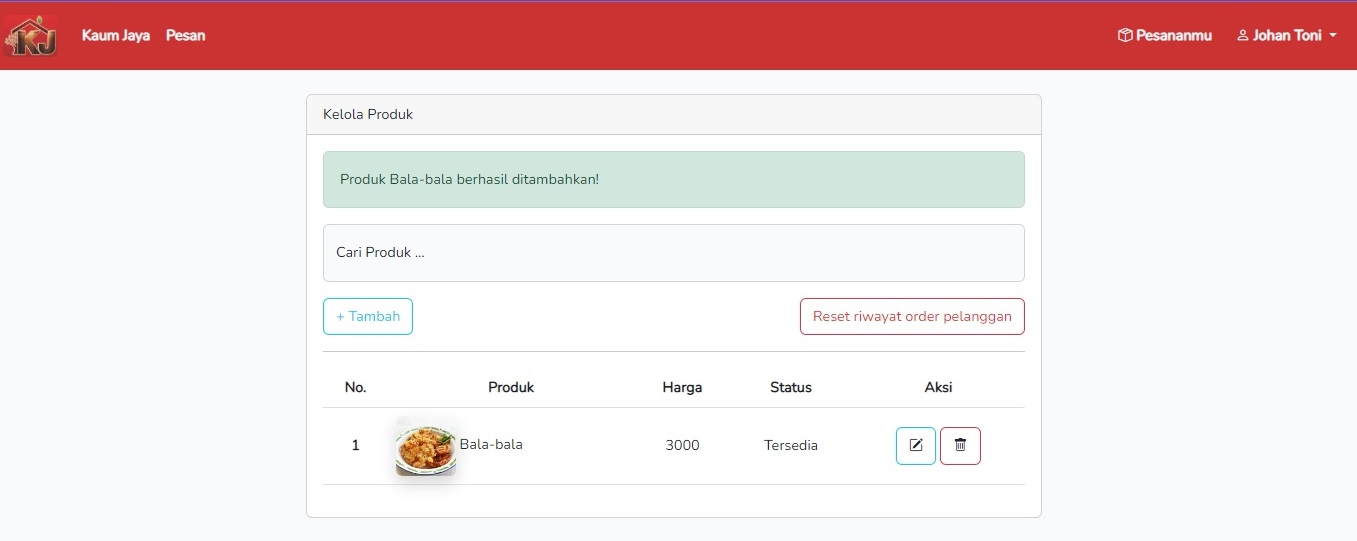 KJ
Kaum Jaya Pesan Pesananmu Johan Toni
Kelola Produk
Produk Bala-bala berhasil ditambahkan!
Cari Produk ...
+ Tambah Reset riwayat order pelanggan
No. Produk Harga Status Aksi
1 Bala-bala 3000 Tersedia